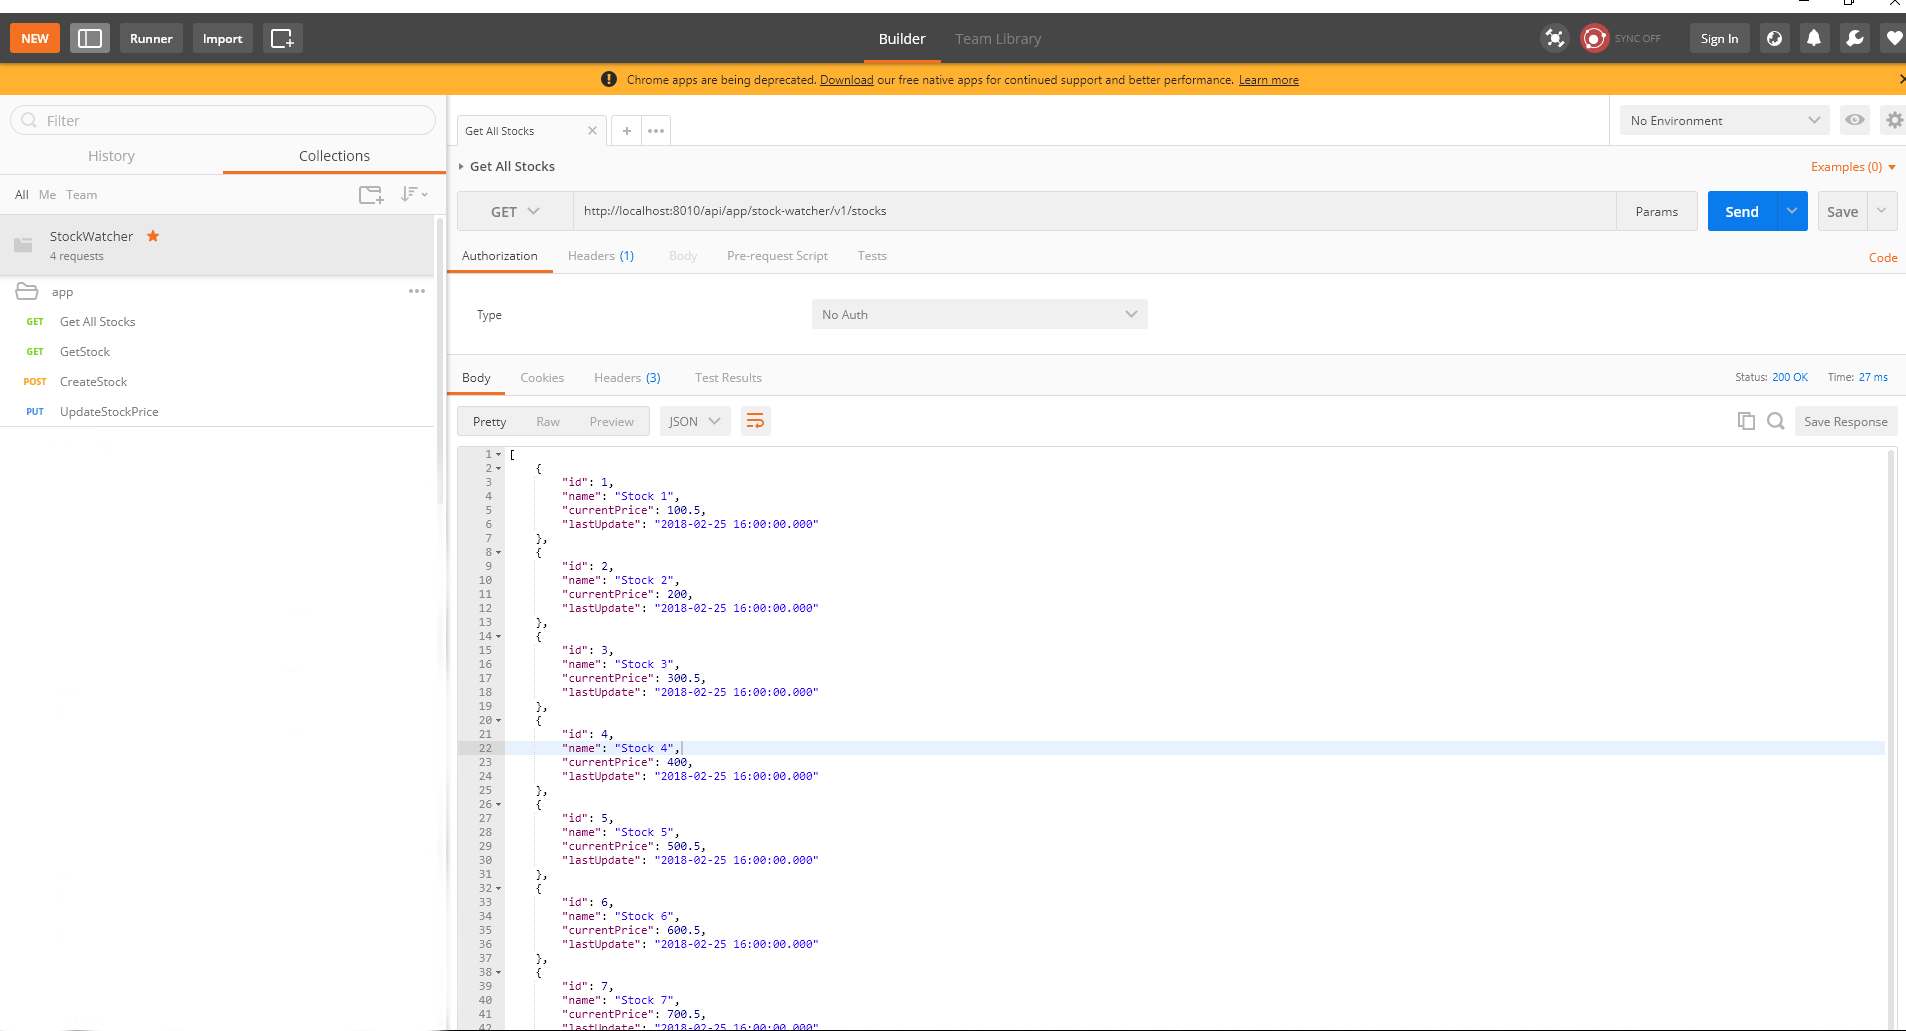 NEW Runner Import Builder Team Library SYNC OFF Sign In
Chrome apps are being deprecated. Download our free native apps for continued support and better performance. Learn more
Filter
History Collections
All Me Team
StockWatcher
4 requests
app
GET Get All Stocks
GET GetStock
POST CreateStock
PUT UpdateStockPrice
Get All Stocks
No Environment
Get All Stocks
Examples (0)
GET http://localhost:8010/api/app/stock-watcher/v1/stocks Params Send Save
Authorization Headers (1) Body Pre-request Script Tests Code
Type No Auth
Body Cookies Headers (3) Test Results Status: 200 OK Time: 27 ms
Pretty Raw Preview JSON Save Response
1 [
2 {
3 "id": 1,
4 "name": "Stock 1",
5 "currentPrice": 100.5,
6 "lastUpdate": "2018-02-25 16:00:00.000"
7 },
8 {
9 "id": 2,
10 "name": "Stock 2",
11 "currentPrice": 200,
12 "lastUpdate": "2018-02-25 16:00:00.000"
13 },
14 {
15 "id": 3,
16 "name": "Stock 3",
17 "currentPrice": 300.5,
18 "lastUpdate": "2018-02-25 16:00:00.000"
19 },
20 {
21 "id": 4,
22 "name": "Stock 4",
23 "currentPrice": 400,
24 "lastUpdate": "2018-02-25 16:00:00.000"
25 },
26 {
27 "id": 5,
28 "name": "Stock 5",
29 "currentPrice": 500.5,
30 "lastUpdate": "2018-02-25 16:00:00.000"
31 },
32 {
33 "id": 6,
34 "name": "Stock 6",
35 "currentPrice": 600.5,
36 "lastUpdate": "2018-02-25 16:00:00.000"
37 },
38 {
39 "id": 7,
40 "name": "Stock 7",
41 "currentPrice": 700.5,
42 "lastUpdate": "2018-02-25 16:00:00.000"